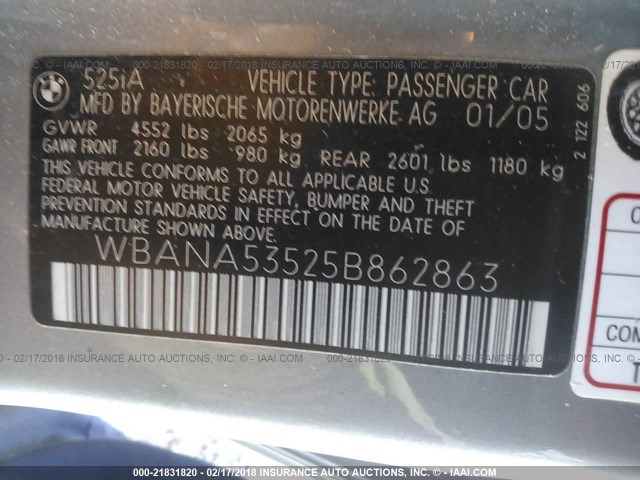 525iA VEHICLE TYPE: PASSENGER CAR
MFD BY BAYERISCHE MOTORENWERKE AG 01/05
GVWR 4552 lbs 2065 kg
GAWR FRONT 2160 lbs 980 kg REAR 2601 lbs 1180 kg
THIS VEHICLE CONFORMS TO ALL APPLICABLE U.S.
FEDERAL MOTOR VEHICLE SAFETY, BUMPER AND THEFT
PREVENTION STANDARDS IN EFFECT ON THE DATE OF
MANUFACTURE SHOWN ABOVE.
WBANA53525B862863
2 122 606
COM
T
000-21831820 - 02/17/2018 INSURANCE AUTO AUCTIONS, INC. © - IAAI.COM